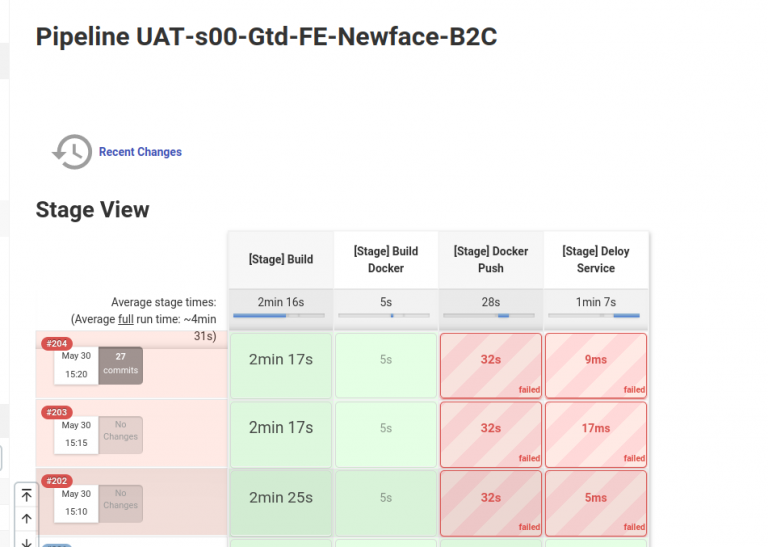 Pipeline UAT-s00-Gtd-FE-Newface-B2C
Recent Changes
Stage View
[Stage] Build
[Stage] Build
Docker
[Stage] Docker
Push
[Stage] Deloy
Service
Average stage times:
(Average full run time: ~4min
31s)
2min 16s
5s
28s
1min 7s
#204
May 30
15:20
27
commits
2min 17s
5s
32s
failed
9ms
failed
#203
May 30
15:15
No
Changes
2min 17s
5s
32s
failed
17ms
failed
#202
May 30
15:10
No
Changes
2min 25s
5s
32s
failed
5ms
failed